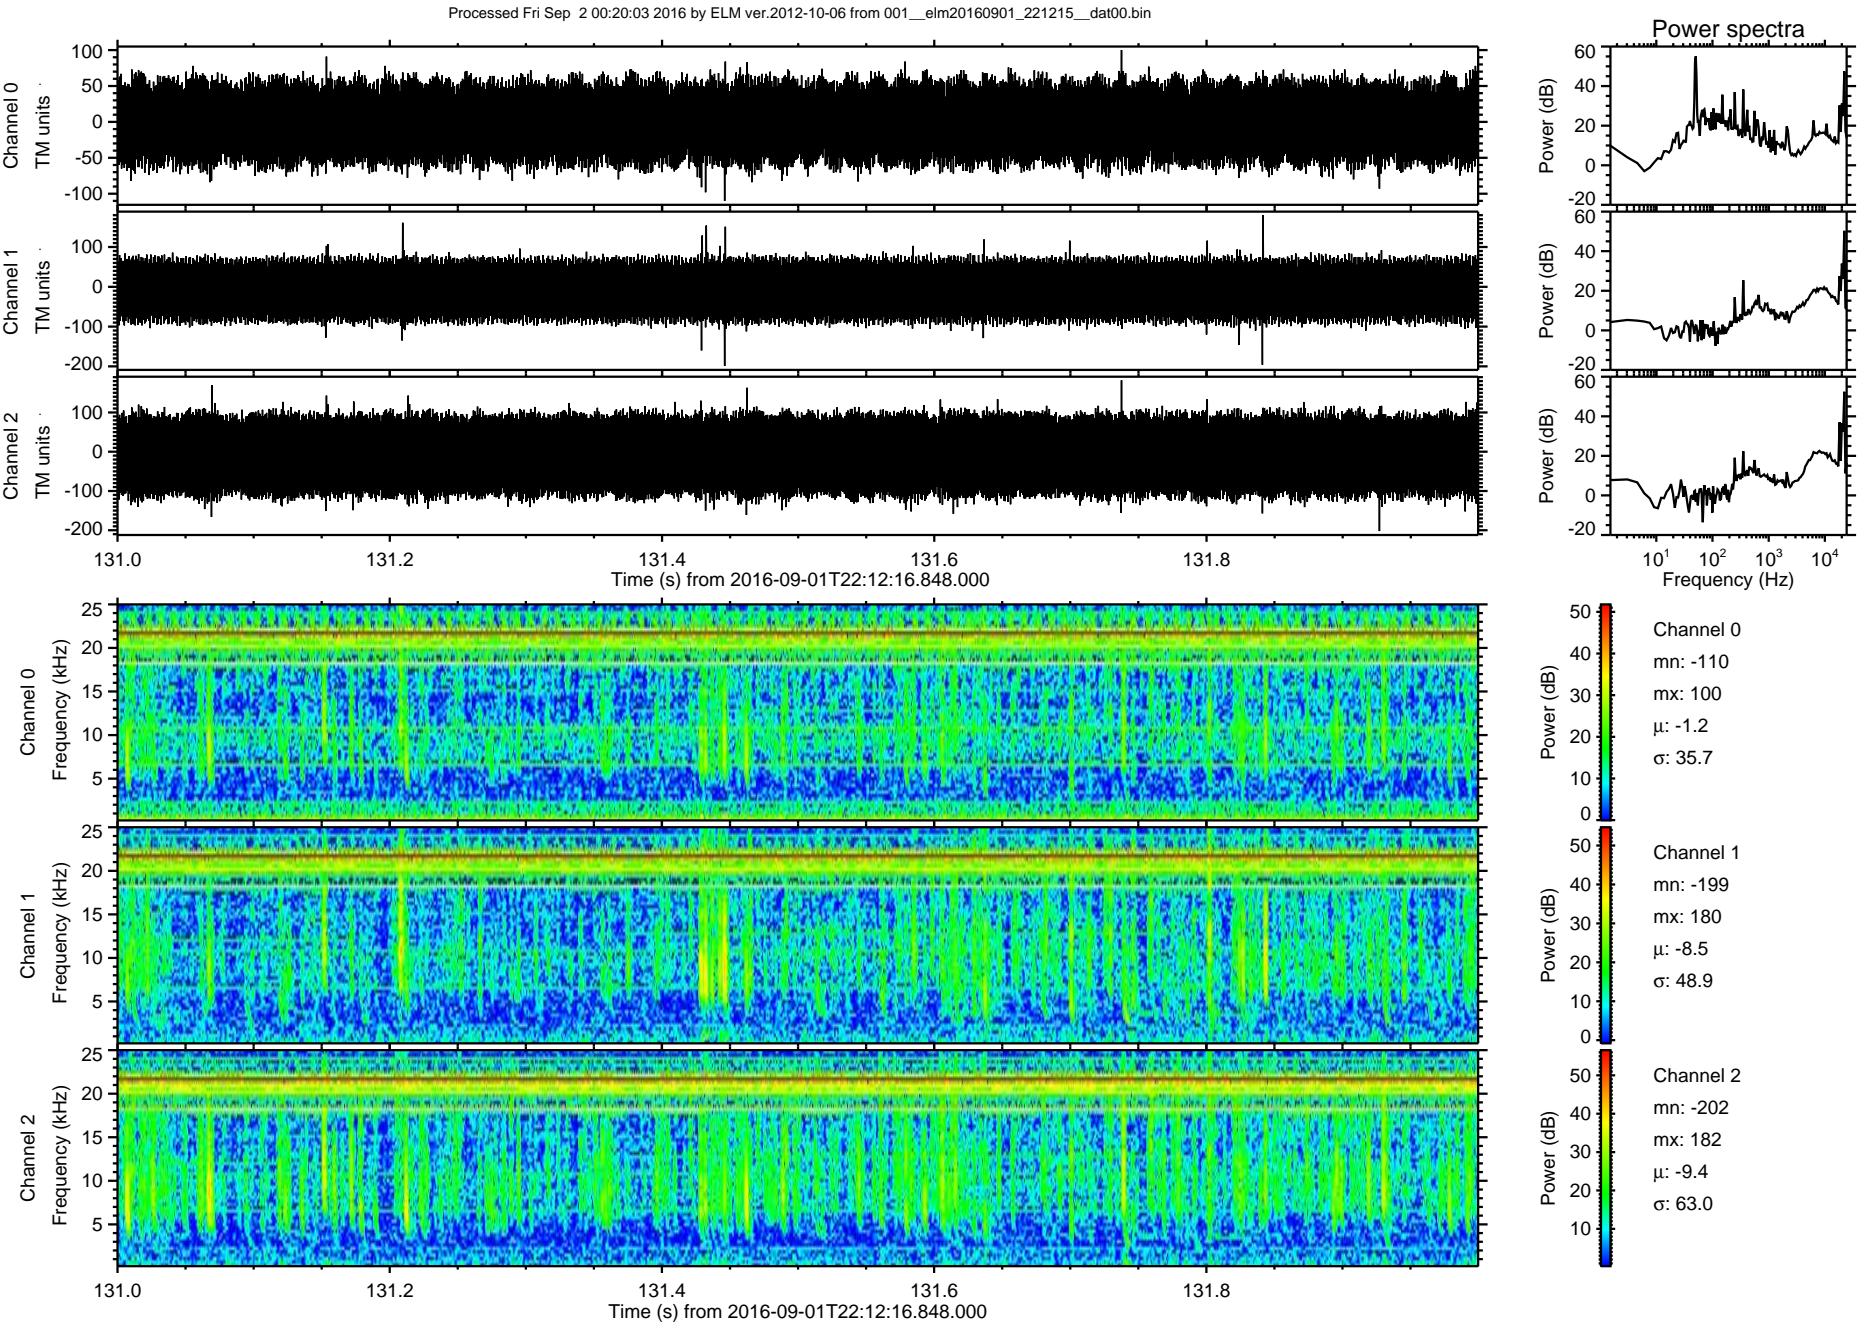 Processed Fri Sep  2 00:20:03 2016 by ELM ver.2012-10-06 from 001__elm20160901_221215__dat00.bin
Power spectra
Channel 0
TM units
100
50
0
-50
-100
Power (dB)
60
40
20
0
-20
Channel 1
TM units
100
0
-100
-200
Power (dB)
60
40
20
0
-20
Channel 2
TM units
100
0
-100
-200
Power (dB)
60
40
20
0
-20
131.0 131.2 131.4 131.6 131.8
Time (s) from 2016-09-01T22:12:16.848.000
10^1 10^2 10^3 10^4
Frequency (Hz)
Channel 0
Frequency (kHz)
25
20
15
10
5
Power (dB)
50
40
30
20
10
0
Channel 0
mn: -110
mx: 100
μ: -1.2
σ: 35.7
Channel 1
Frequency (kHz)
25
20
15
10
5
Power (dB)
50
40
30
20
10
0
Channel 1
mn: -199
mx: 180
μ: -8.5
σ: 48.9
Channel 2
Frequency (kHz)
25
20
15
10
5
Power (dB)
50
40
30
20
10
Channel 2
mn: -202
mx: 182
μ: -9.4
σ: 63.0
131.0 131.2 131.4 131.6 131.8
Time (s) from 2016-09-01T22:12:16.848.000